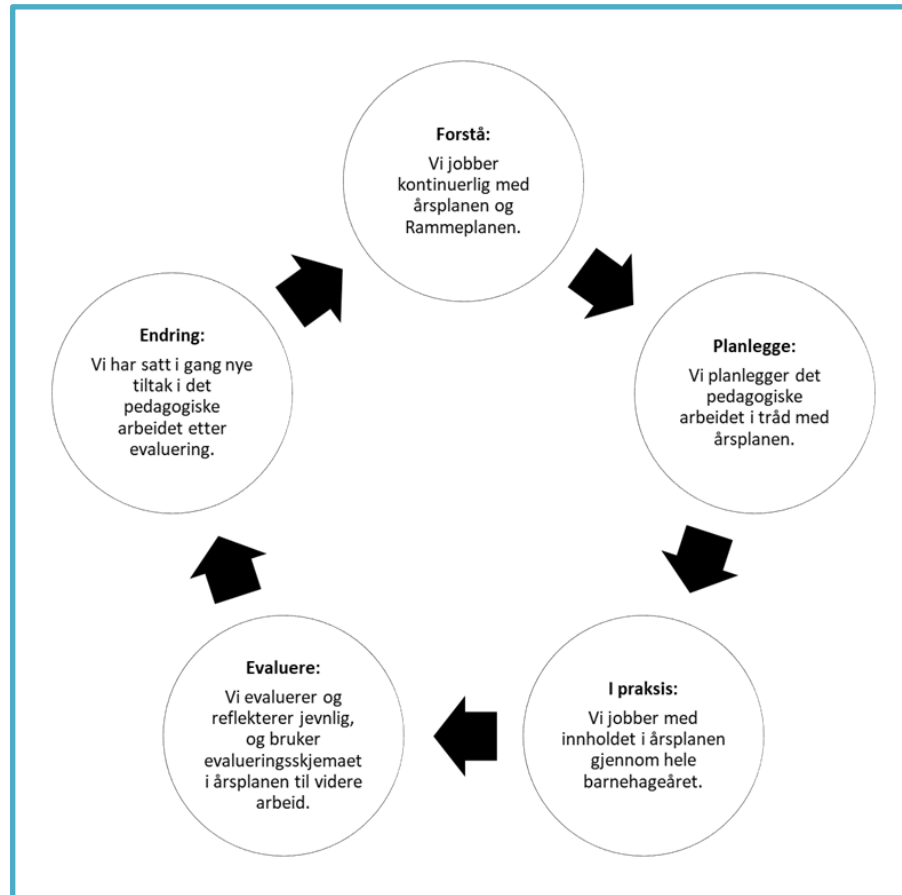 Forstå:
Vi jobber
kontinuerlig med
årsplanen og
Rammeplanen.
Planlegge:
Vi planlegger det
pedagogiske
arbeidet i tråd med
årsplanen.
I praksis:
Vi jobber med
innholdet i årsplanen
gjennom hele
barnehageåret.
Evaluere:
Vi evaluerer og
reflekterer jevnlig,
og bruker
evalueringsskjemaet
i årsplanen til videre
arbeid.
Endring:
Vi har satt i gang nye
tiltak i det
pedagogiske
arbeidet etter
evaluering.